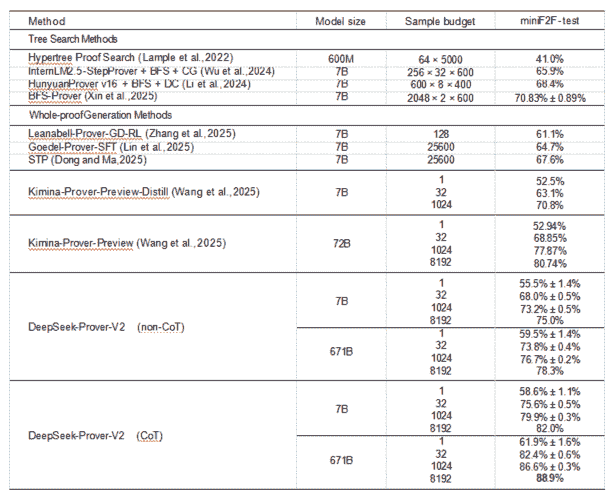 Method Model size Sample budget miniF2F-test
Tree Search Methods
Hypertree Proof Search (Lample et al.,2022) 600M 64 × 5000 41.0%
InternLM2.5-StepProver + BFS + CG (Wu et al.,2024) 7B 256 × 32 × 600 65.9%
HunyuanProver v16 + BFS + DC (Li et al.,2024) 7B 600 × 8 × 400 68.4%
BFS-Prover (Xin et al.,2025) 7B 2048 × 2 × 600 70.83% ± 0.89%
Whole-proofGeneration Methods
Leanabell-Prover-GD-RL (Zhang et al.,2025) 7B 128 61.1%
Goedel-Prover-SFT (Lin et al.,2025) 7B 25600 64.7%
STP (Dong and Ma,2025) 7B 25600 67.6%
1 52.5%
Kimina-Prover-Preview-Distill (Wang et al.,2025) 7B 32 63.1%
1024 70.8%
1 52.94%
Kimina-Prover-Preview (Wang et al.,2025) 72B 32 68.85%
1024 77.87%
8192 80.74%
1 55.5% ± 1.4%
7B 32 68.0% ± 0.5%
1024 73.2% ± 0.5%
8192 75.0%
DeepSeek-Prover-V2 (non-CoT)
1 59.5% ± 1.4%
671B 32 73.8% ± 0.4%
1024 76.7% ± 0.2%
8192 78.3%
1 58.6% ± 1.1%
7B 32 75.6% ± 0.5%
1024 79.9% ± 0.3%
8192 82.0%
DeepSeek-Prover-V2 (CoT)
1 61.9% ± 1.6%
671B 32 82.4% ± 0.6%
1024 86.6% ± 0.3%
8192 88.9%